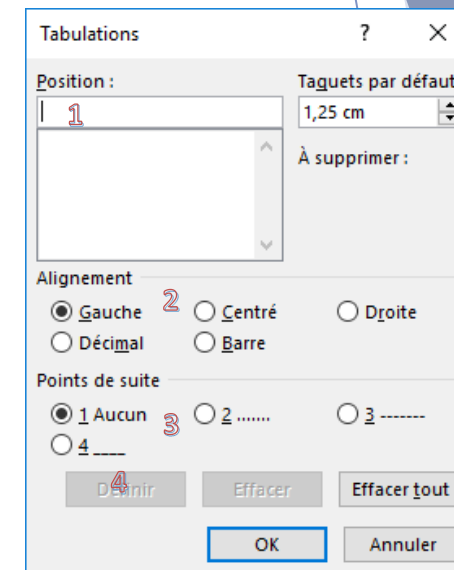 Tabulations ? ×
Position : Taquets par défaut
1 1,25 cm
À supprimer :
Alignement
Gauche 2 Centré Droite
Décimal Barre
Points de suite
1 Aucun 3 2 ....... 3 -------
4 ____
Définir 4 Effacer Effacer tout
OK Annuler